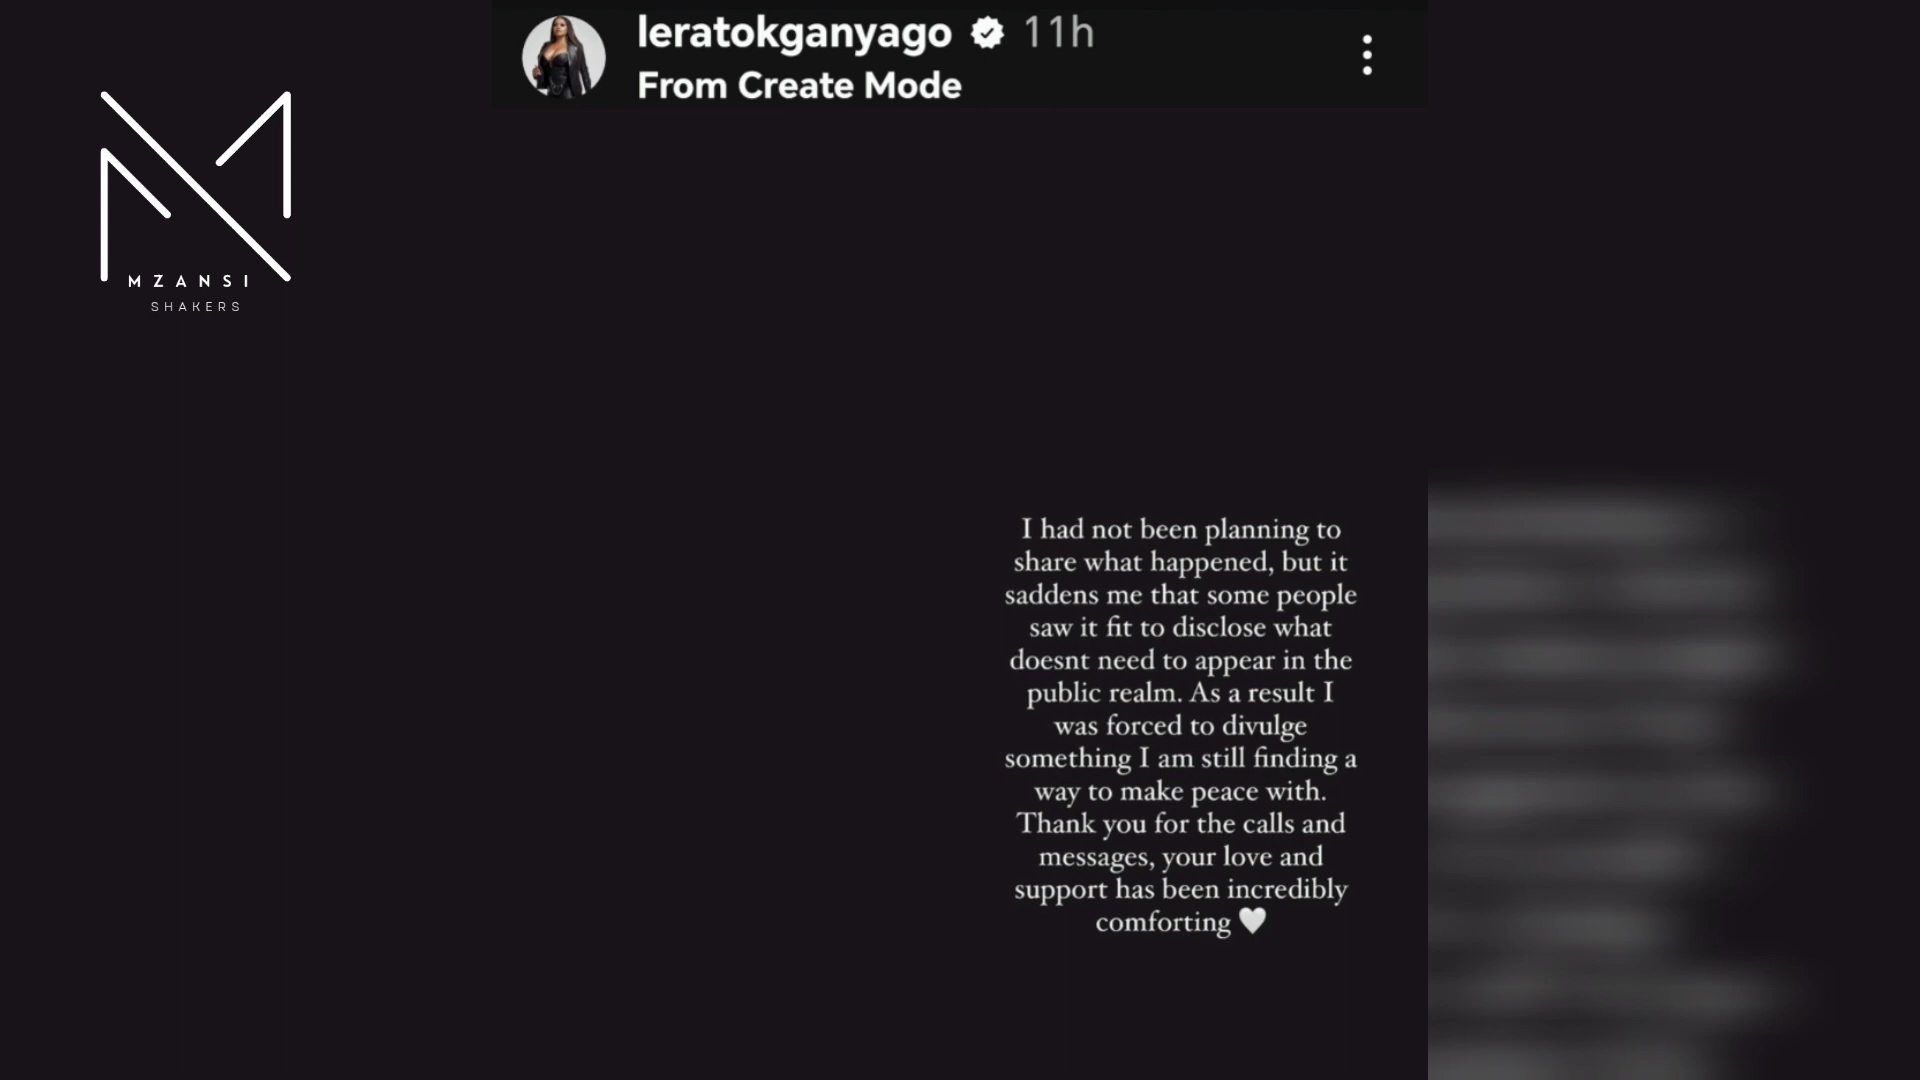 leratokganyago 11h
From Create Mode
MZANSI
SHAKERS
I had not been planning to
share what happened, but it
saddens me that some people
saw it fit to disclose what
doesnt need to appear in the
public realm. As a result I
was forced to divulge
something I am still finding a
way to make peace with.
Thank you for the calls and
messages, your love and
support has been incredibly
comforting 🤍